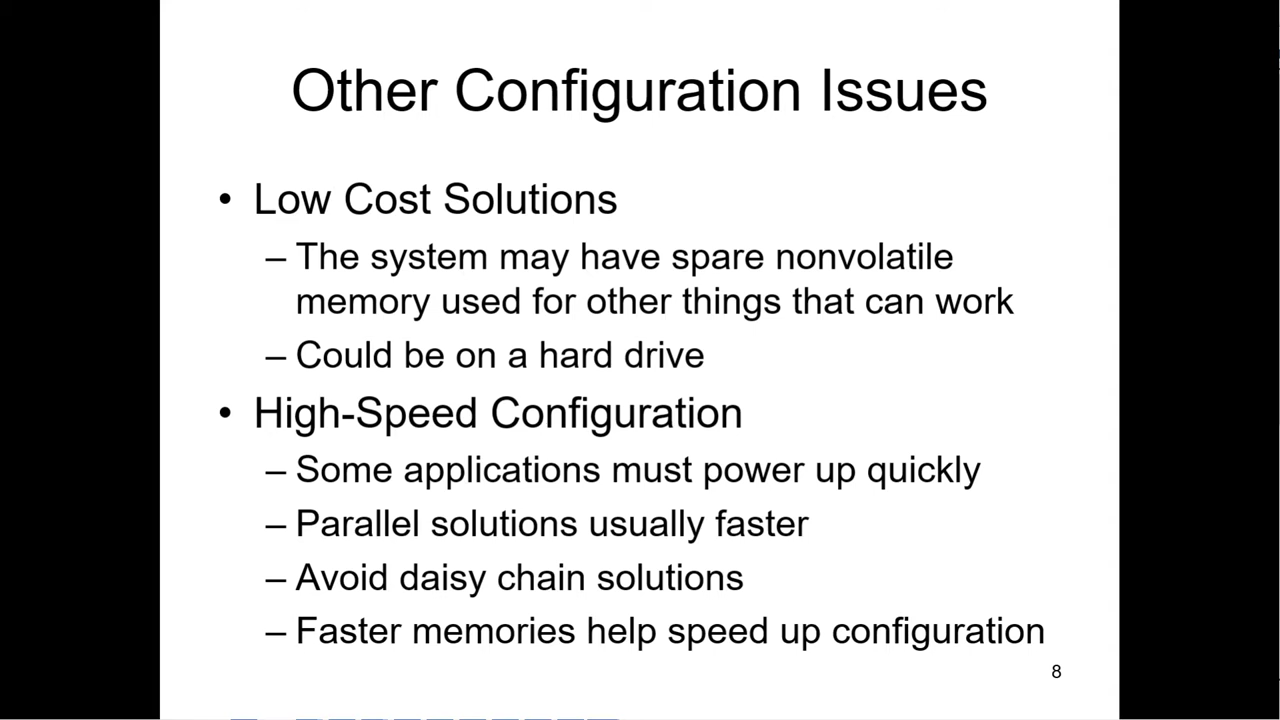 Other Configuration Issues
• Low Cost Solutions
– The system may have spare nonvolatile
memory used for other things that can work
– Could be on a hard drive
• High-Speed Configuration
– Some applications must power up quickly
– Parallel solutions usually faster
– Avoid daisy chain solutions
– Faster memories help speed up configuration
8